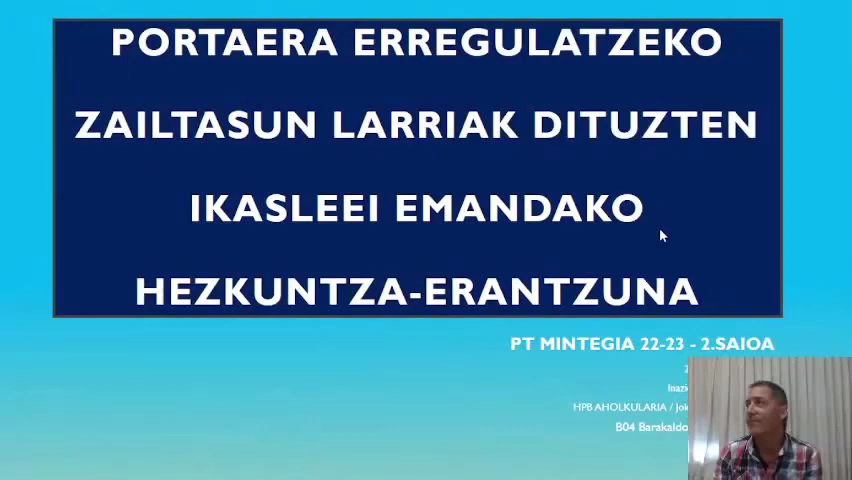 PORTAERA ERREGULATZEKO
ZAILTASUN LARRIAK DITUZTEN
IKASLEEI EMANDAKO
HEZKUNTZA-ERANTZUNA
PT MINTEGIA 22-23 - 2.SAIOA
HPB AHOLKULARIA /
B04 Barakaldo